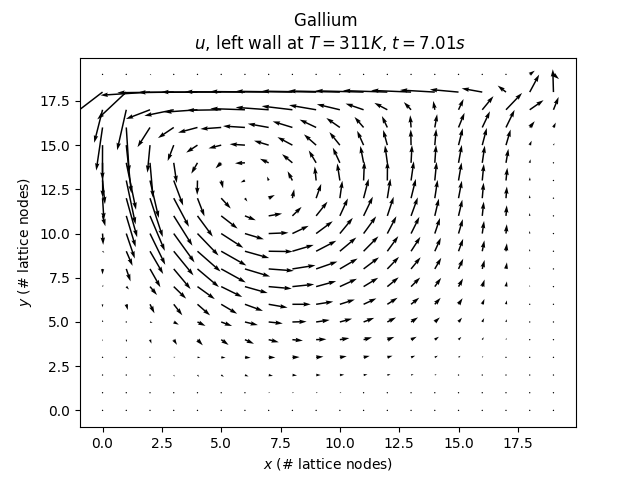 Gallium
u, left wall at T = 311K, t = 7.01s
17.5
15.0
12.5
10.0
7.5
5.0
2.5
0.0
y (# lattice nodes)
0.0 2.5 5.0 7.5 10.0 12.5 15.0 17.5
x (# lattice nodes)